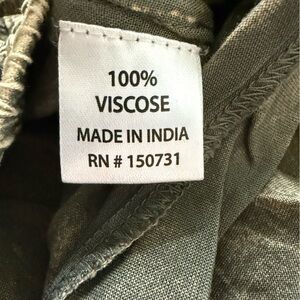 100%
VISCOSE
MADE IN INDIA
RN # 150731